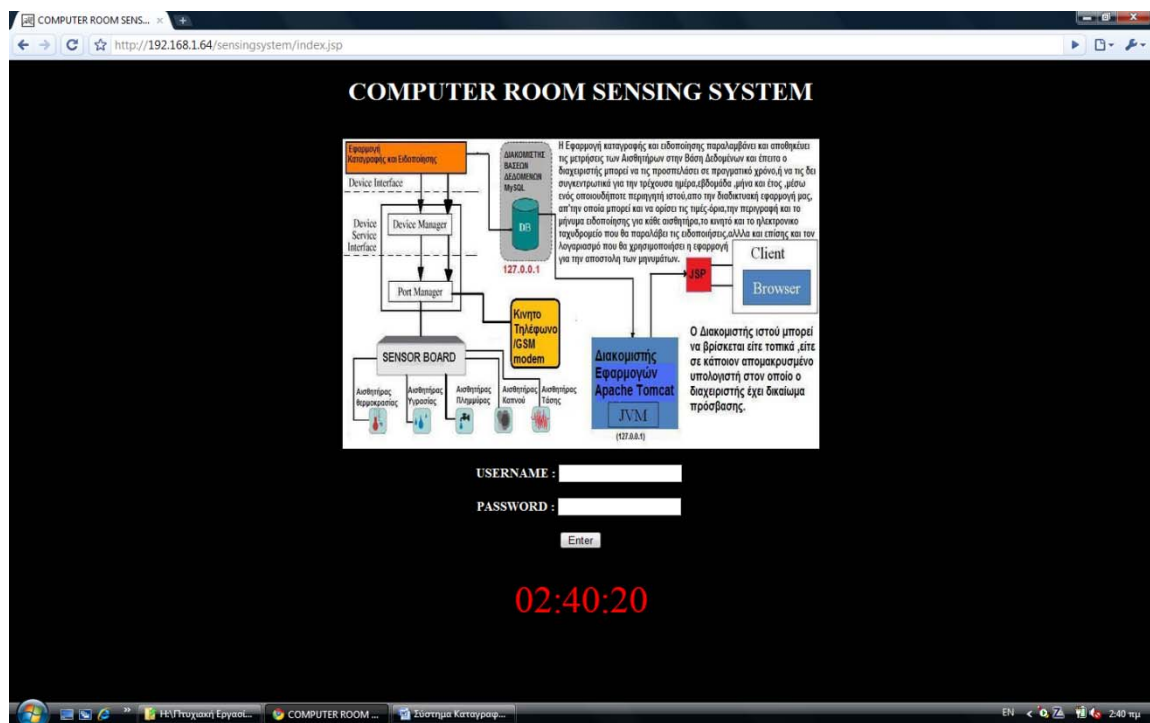 COMPUTER ROOM SENS...
http://192.168.1.64/sensingsystem/index.jsp
COMPUTER ROOM SENSING SYSTEM
Εφαρμογή
Καταγραφής και Ειδοποίησης
Device Interface
Device
Service
Interface
Device Manager
Port Manager
SENSOR BOARD
Αισθητήρας
θερμοκρασίας
Αισθητήρας
Υγρασίας
Αισθητήρας
Πλημμύρας
Αισθητήρας
Καπνού
Αισθητήρας
Τάσης
ΔΙΑΚΟΜΙΣΤΗΣ
ΒΑΣΕΩΝ
ΔΕΔΟΜΕΝΩΝ
MySQL
DB
127.0.0.1
Κινητο
Τηλέφωνο
/GSM
modem
Η Εφαρμογή καταγραφής και ειδοποίησης παραλαμβάνει και αποθηκέυει
τις μετρήσεις των Αισθητήρων στην Βάση Δεδομένων και έπειτα ο
διαχειριστής μπορεί να τις προσπελάσει σε πραγματικό χρόνο,ή να τις δει
συγκεντρωτικά για την τρέχουσα ημέρα,εβδομάδα ,μήνα και έτος ,μέσω
ενός οποιουδήποτε περιηγητή ιστού,απο την διαδικτυακή εφαρμογή μας,
απ'την οποία μπορεί και να ορίσει τις τιμές-όρια,την περιγραφή και το
μήνυμα ειδοποίησης για κάθε αισθητήρα,το κινητό και το ηλεκτρονικο
ταχυδρομείο που θα παραλάβει τις ειδοποιήσεις,αλλλα και επίσης και τον
λογαριασμό που θα χρησιμοποιήσει η εφαρμογή
για την αποστολη των μηνυμάτων.
JSP
Client
Browser
Διακομιστής
Εφαρμογών
Apache Tomcat
JVM
(127.0.0.1)
Ο Διακομιστής ιστού μπορεί
να βρίσκεται είτε τοπικά ,είτε
σε κάποιον απομακρυσμένο
υπολογιστή στον οποίο ο
διαχειριστής έχει δικαίωμα
πρόσβασης.
USERNAME :
PASSWORD :
Enter
02:40:20
H:\Πτυχιακή Εργασί...
COMPUTER ROOM ...
Σύστημα Καταγραφ...
EN
2:40 πμ